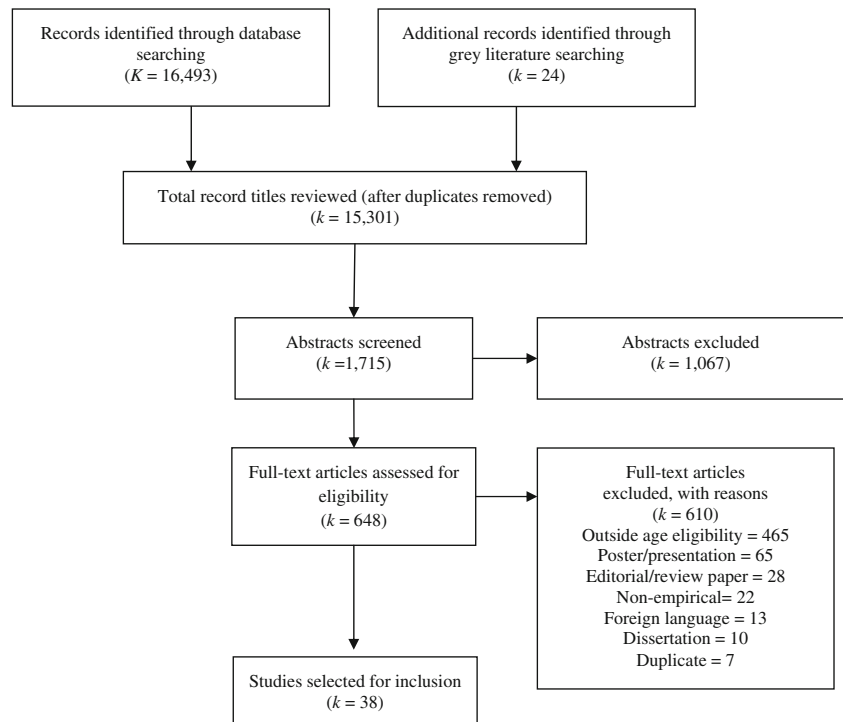 Records identified through database
searching
(K = 16,493)
Additional records identified through
grey literature searching
(k = 24)
Total record titles reviewed (after duplicates removed)
(k = 15,301)
Abstracts screened
(k =1,715)
Abstracts excluded
(k = 1,067)
Full-text articles assessed for
eligibility
(k = 648)
Full-text articles
excluded, with reasons
(k = 610)
Outside age eligibility = 465
Poster/presentation = 65
Editorial/review paper = 28
Non-empirical= 22
Foreign language = 13
Dissertation = 10
Duplicate = 7
Studies selected for inclusion
(k = 38)